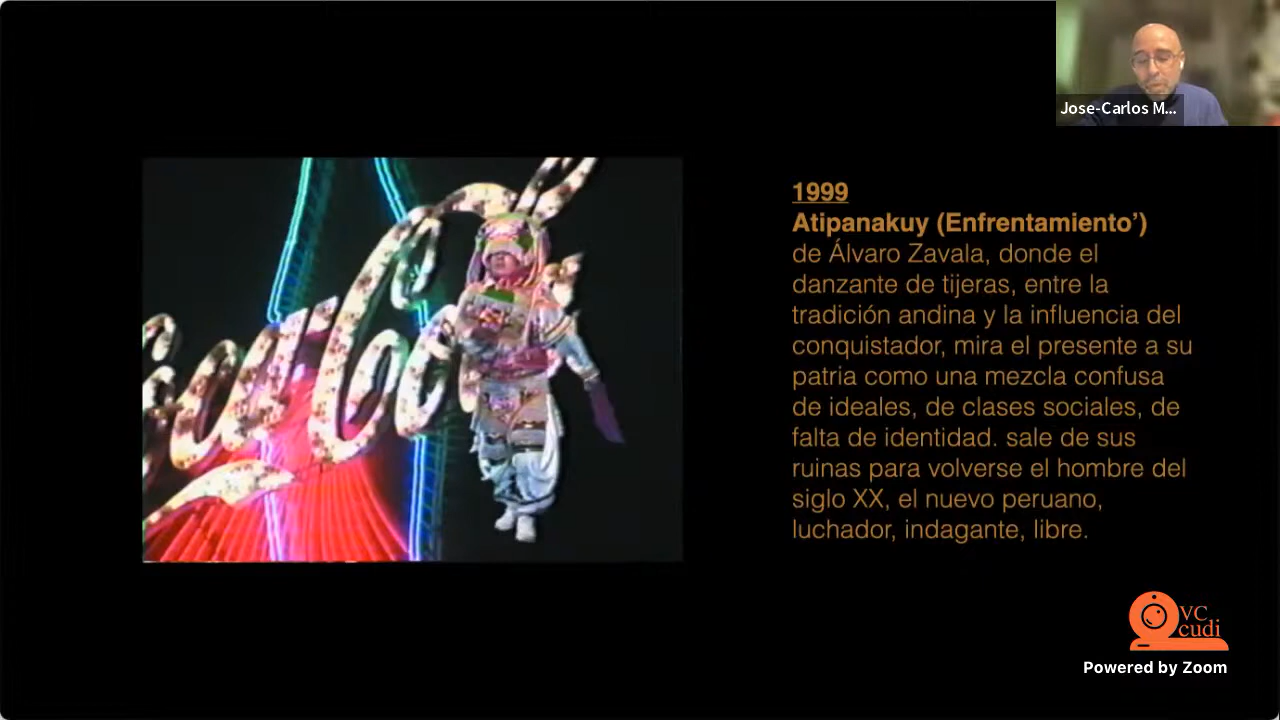 Jose-Carlos M...
1999
Atipanakuy (Enfrentamiento’)
de Álvaro Zavala, donde el
danzante de tijeras, entre la
tradición andina y la influencia del
conquistador, mira el presente a su
patria como una mezcla confusa
de ideales, de clases sociales, de
falta de identidad. sale de sus
ruinas para volverse el hombre del
siglo XX, el nuevo peruano,
luchador, indagante, libre.
VC
cudi
Powered by Zoom